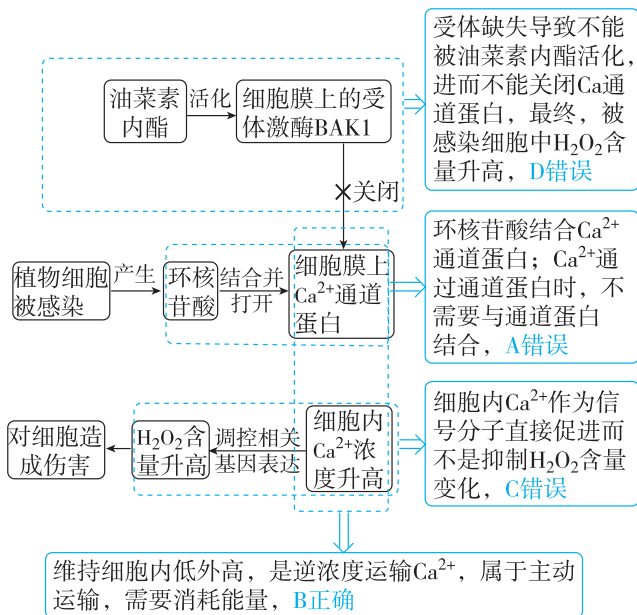 油菜素
内酯
活化
细胞膜上的受
体激酶BAK1
受体缺失导致不能
被油菜素内酯活化，
进而不能关闭Ca通
道蛋白，最终，被
感染细胞中H₂O₂含
量升高，D错误
关闭
植物细胞
被感染
产生
环核
苷酸
结合并
打开
细胞膜上
Ca²⁺通道
蛋白
环核苷酸结合Ca²⁺
通道蛋白；Ca²⁺通
过通道蛋白时，不
需要与通道蛋白
结合，A错误
对细胞造
成伤害
H₂O₂含
量升高
调控相关
基因表达
细胞内
Ca²⁺浓
度升高
细胞内Ca²⁺作为信
号分子直接促进而
不是抑制H₂O₂含量
变化，C错误
维持细胞内低外高，是逆浓度运输Ca²⁺，属于主动
运输，需要消耗能量，B正确